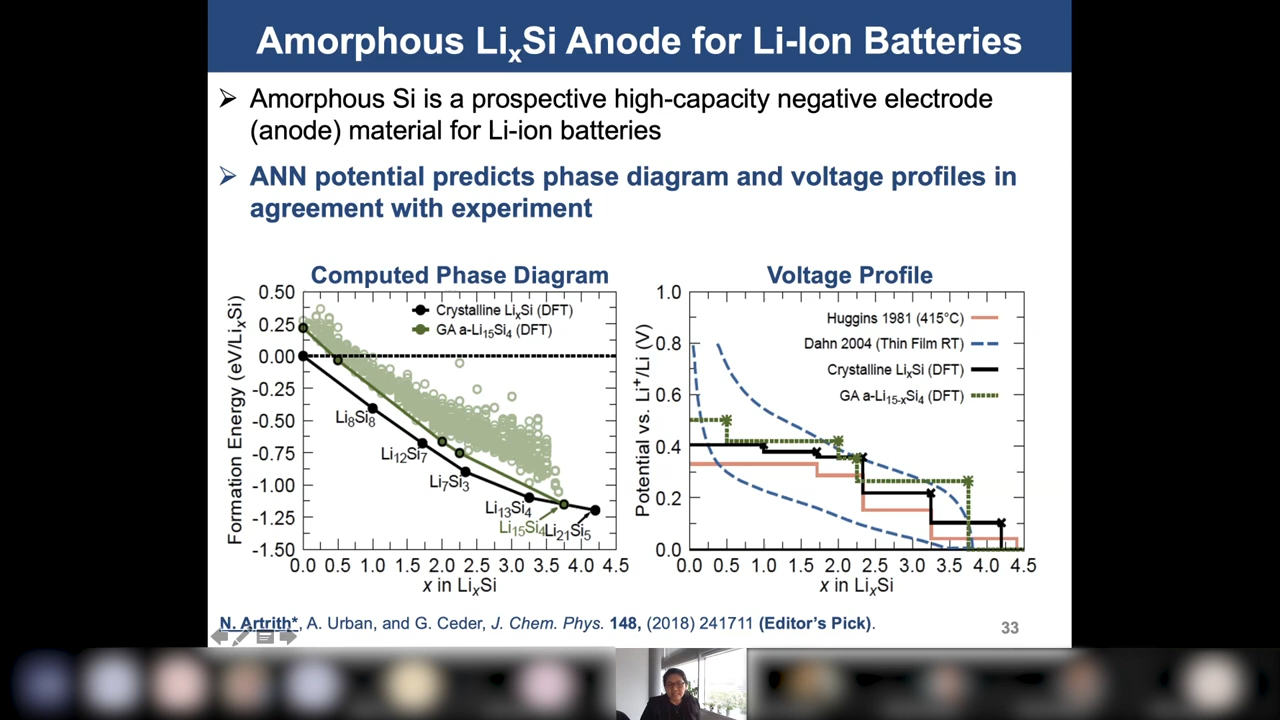 Amorphous LixSi Anode for Li-Ion Batteries
Amorphous Si is a prospective high-capacity negative electrode
(anode) material for Li-ion batteries
ANN potential predicts phase diagram and voltage profiles in
agreement with experiment
Computed Phase Diagram
Formation Energy (eV/LixSi)
0.50
0.25
0.00
-0.25
-0.50
-0.75
-1.00
-1.25
-1.50
Crystalline LixSi (DFT)
GA a-Li15Si4 (DFT)
Li8Si8
Li12Si7
Li7Si3
Li13Si4
Li15Si4
Li21Si5
0.0 0.5 1.0 1.5 2.0 2.5 3.0 3.5 4.0 4.5
x in LixSi
Voltage Profile
Potential vs. Li+/Li (V)
1.0
0.8
0.6
0.4
0.2
0.0
Huggins 1981 (415°C)
Dahn 2004 (Thin Film RT)
Crystalline LixSi (DFT)
GA a-Li15-xSi4 (DFT)
0.0 0.5 1.0 1.5 2.0 2.5 3.0 3.5 4.0 4.5
x in LixSi
N. Artrith*, A. Urban, and G. Ceder, J. Chem. Phys. 148, (2018) 241711 (Editor's Pick).
33